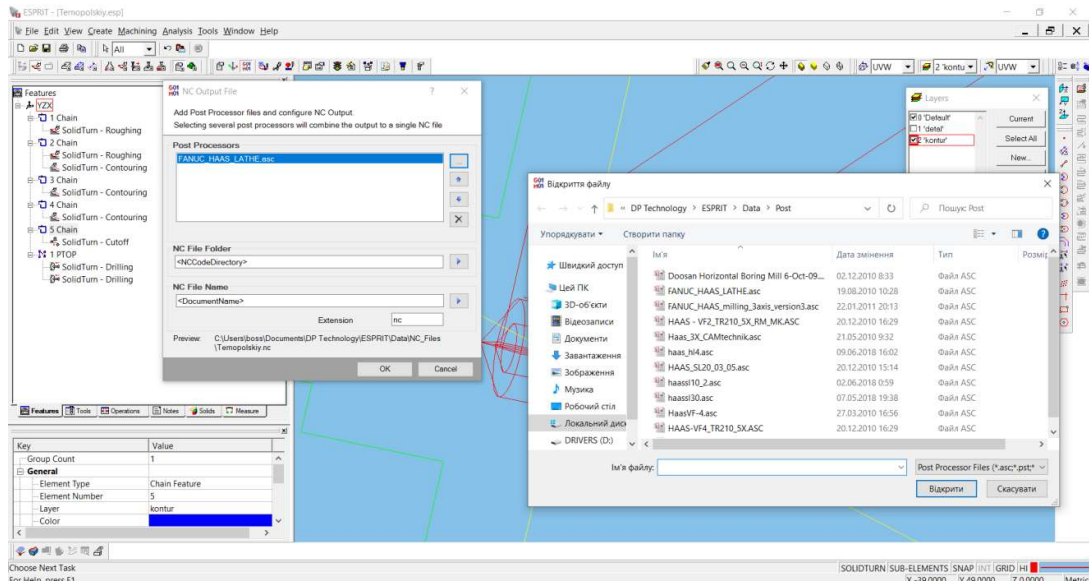 ESPRIT - [Temopolskiy.esp]
File Edit View Create Machining Analysis Tools Window Help
All
UVW
2 'kontu
UVW
Features
YZX
1 Chain
SolidTurn - Roughing
2 Chain
SolidTurn - Roughing
SolidTurn - Contouring
3 Chain
SolidTurn - Contouring
4 Chain
SolidTurn - Contouring
5 Chain
SolidTurn - Cutoff
1 PTOP
SolidTurn - Drilling
SolidTurn - Drilling
Features Tools Operations Notes Solids Measure
Key Value
Group Count 1
General
Element Type Chain Feature
Element Number 5
Layer kontur
Color
NC Output File
Add Post Processor files and configure NC Output.
Selecting several post processors will combine the output to a single NC file
Post Processors
FANUC_HAAS_LATHE.asc
...
NC File Folder
<NCCodeDirectory>
NC File Name
<DocumentName>
Extension nc
Preview: C:\Users\boss\Documents\DP Technology\ESPRIT\Data\NC_Files
\Temopolskiy.nc
OK Cancel
Layers
0 'Default'
1 'detal'
2 'kontur'
Current
Select All
New...
Відкриття файлу
« DP Technology > ESPRIT > Data > Post
Пошук: Post
Упорядкувати Створити папку
Швидкий доступ
Цей ПК
3D-об'єкти
Відеозаписи
Документи
Завантаження
Зображення
Музика
Робочий стіл
Локальний диск
DRIVERS (D:)
Ім'я Дата змінення Тип Розмір
Doosan Horizontal Boring Mill 6-Oct-09... 02.12.2010 8:33 Файл ASC
FANUC_HAAS_LATHE.asc 19.08.2010 10:28 Файл ASC
FANUC_HAAS_milling_3axis_version3.asc 22.01.2011 20:13 Файл ASC
HAAS - VF2_TR210_5X_RM_MK.ASC 20.12.2010 16:29 Файл ASC
Haas_3X_CAMtechnik.asc 21.05.2010 9:32 Файл ASC
haas_hl4.asc 09.06.2018 16:02 Файл ASC
HAAS_SL20_03_05.asc 20.12.2010 15:14 Файл ASC
haassl10_2.asc 02.06.2018 0:59 Файл ASC
haassl30.asc 07.05.2018 19:38 Файл ASC
HaasVF-4.asc 27.03.2010 16:56 Файл ASC
HAAS-VF4_TR210_5X.ASC 20.12.2010 16:29 Файл ASC
Ім'я файлу:
Post Processor Files (*.asc;*.pst;*
Відкрити Скасувати
Choose Next Task
SOLIDTURN SUB-ELEMENTS SNAP INT GRID HI
For Help, press F1
X -39.0000 Y 49.0000 Z 0.0000 Metric